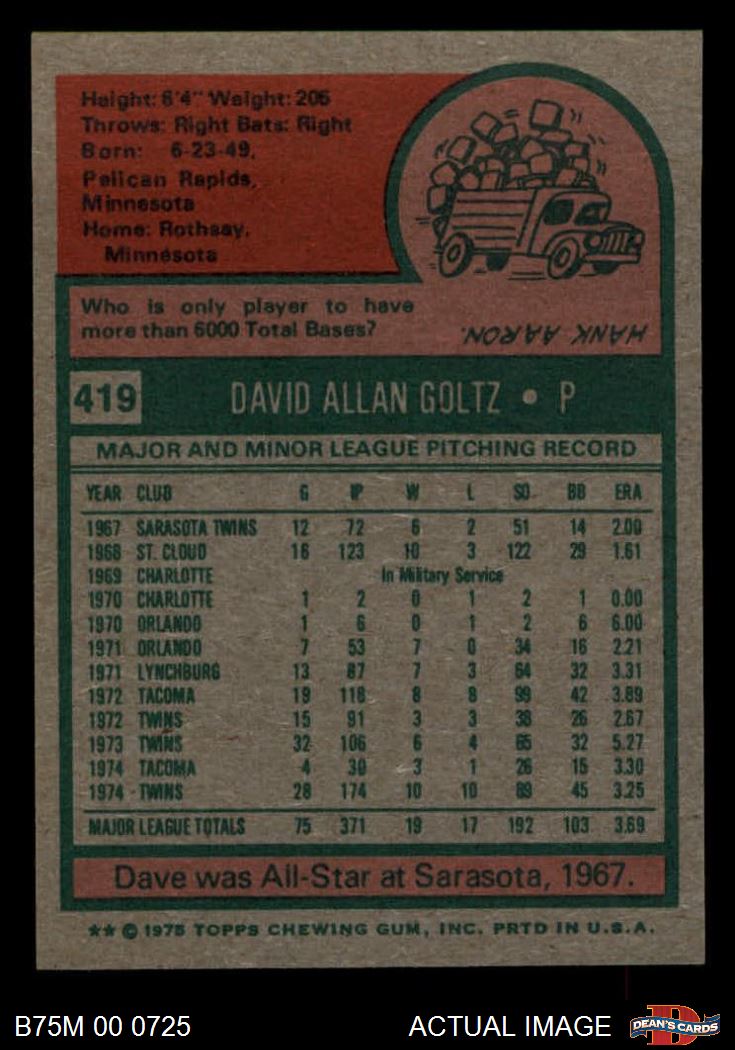 Height: 6'4" Weight: 205
Throws: Right Bats: Right
Born: 6-23-49,
Pelican Rapids,
Minnesota
Home: Rothsay,
Minnesota
Who is only player to have
more than 6000 Total Bases?
HANK AARON.
419 DAVID ALLAN GOLTZ • P
MAJOR AND MINOR LEAGUE PITCHING RECORD
YEAR CLUB G IP W L SO BB ERA
1967 SARASOTA TWINS 12 72 6 2 51 14 2.00
1968 ST. CLOUD 16 123 10 3 122 29 1.61
1969 CHARLOTTE In Military Service
1970 CHARLOTTE 1 2 0 1 2 1 0.00
1970 ORLANDO 1 6 0 1 2 6 6.00
1971 ORLANDO 7 53 7 0 34 16 2.21
1971 LYNCHBURG 13 87 7 3 64 32 3.31
1972 TACOMA 19 118 8 8 99 42 3.89
1972 TWINS 15 91 3 3 38 26 2.67
1973 TWINS 32 106 6 4 65 32 5.27
1974 TACOMA 4 30 3 1 26 15 3.30
1974 TWINS 28 174 10 10 89 45 3.25
MAJOR LEAGUE TOTALS 75 371 19 17 192 103 3.69
Dave was All-Star at Sarasota, 1967.
★★ © 1975 TOPPS CHEWING GUM, INC. PRTD IN U.S.A.
B75M 00 0725 ACTUAL IMAGE DEAN'S CARDS